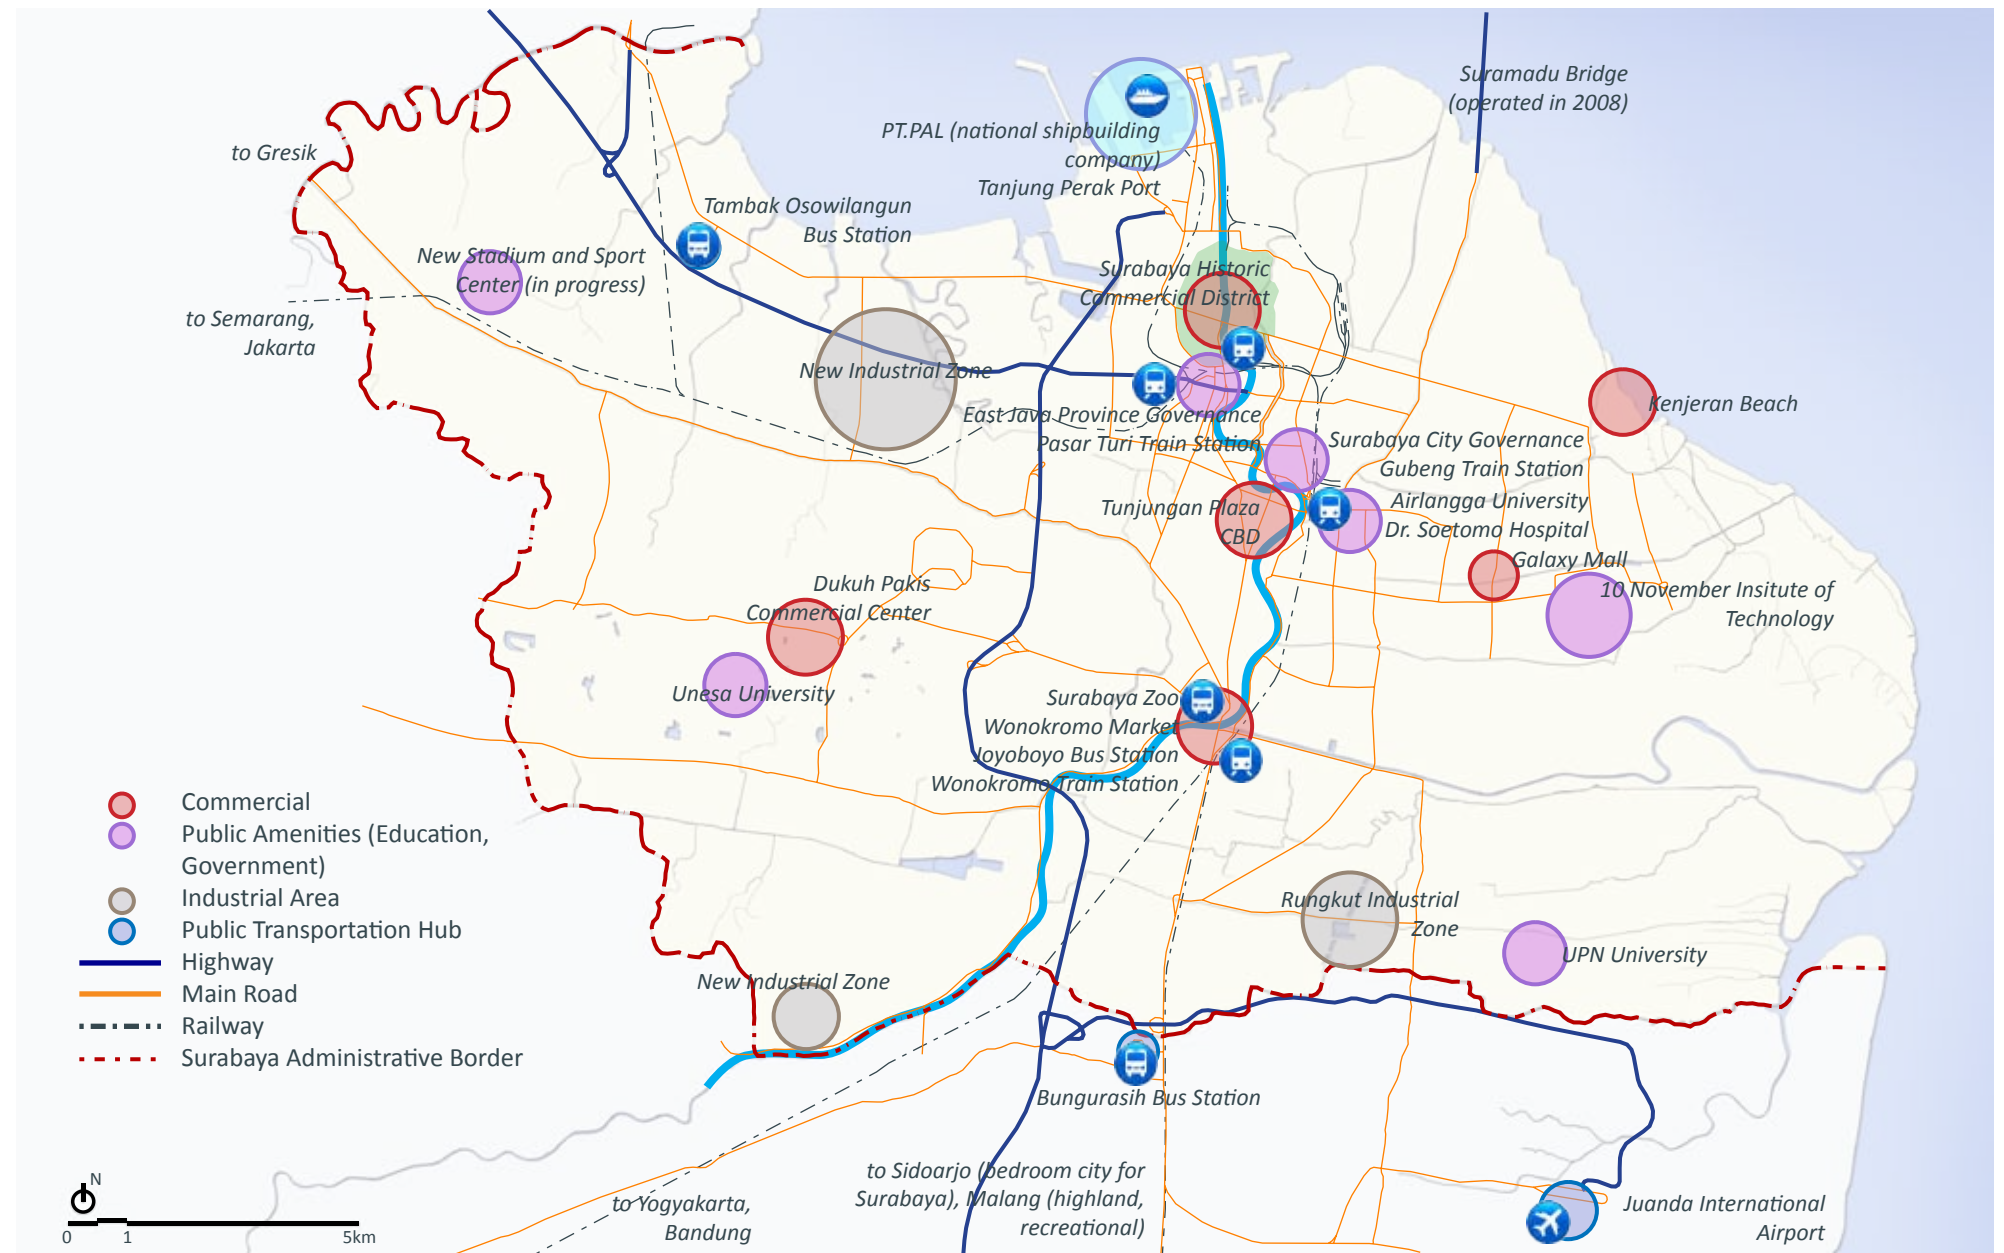 Suramadu Bridge
(operated in 2008)
PT.PAL (national shipbuilding
company)
Tanjung Perak Port
to Gresik
Tambak Osowilangun
Bus Station
New Stadium and Sport
Center (in progress)
Surabaya Historic
Commercial District
to Semarang,
Jakarta
New Industrial Zone
Kenjeran Beach
East Java Province Governance
Pasar Turi Train Station
Surabaya City Governance
Gubeng Train Station
Tunjungan Plaza
CBD
Airlangga University
Dr. Soetomo Hospital
Galaxy Mall
10 November Insitute of
Technology
Dukuh Pakis
Commercial Center
Unesa University
Surabaya Zoo
Wonokromo Market
Joyoboyo Bus Station
Wonokromo Train Station
Commercial
Public Amenities (Education,
Government)
Industrial Area
Public Transportation Hub
Highway
Main Road
Railway
Surabaya Administrative Border
Rungkut Industrial
Zone
UPN University
New Industrial Zone
Bungurasih Bus Station
to Sidoarjo (bedroom city for
Surabaya), Malang (highland,
recreational)
to Yogyakarta,
Bandung
Juanda International
Airport
N
0 1 5km